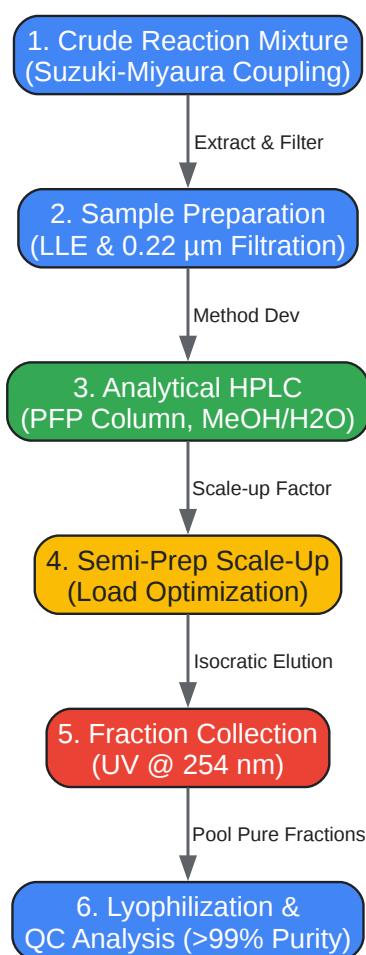 1. Crude Reaction Mixture
(Suzuki-Miyaura Coupling)
Extract & Filter
2. Sample Preparation
(LLE & 0.22 µm Filtration)
Method Dev
3. Analytical HPLC
(PFP Column, MeOH/H2O)
Scale-up Factor
4. Semi-Prep Scale-Up
(Load Optimization)
Isocratic Elution
5. Fraction Collection
(UV @ 254 nm)
Pool Pure Fractions
6. Lyophilization &
QC Analysis (>99% Purity)